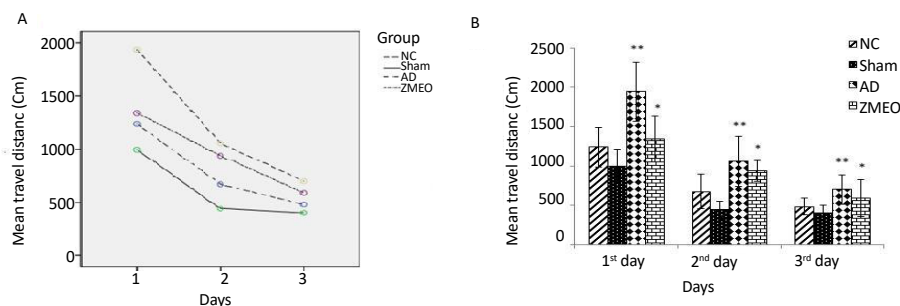 A
Mean travel distanc (Cm)
2000
1500
1000
500
0
1
2
3
Days
Group
NC
Sham
AD
ZMEO
B
Mean travel distanc (Cm)
2500
2000
1500
1000
500
0
**
*
**
*
**
*
1st day
2nd day
3rd day
Days
NC
Sham
AD
ZMEO